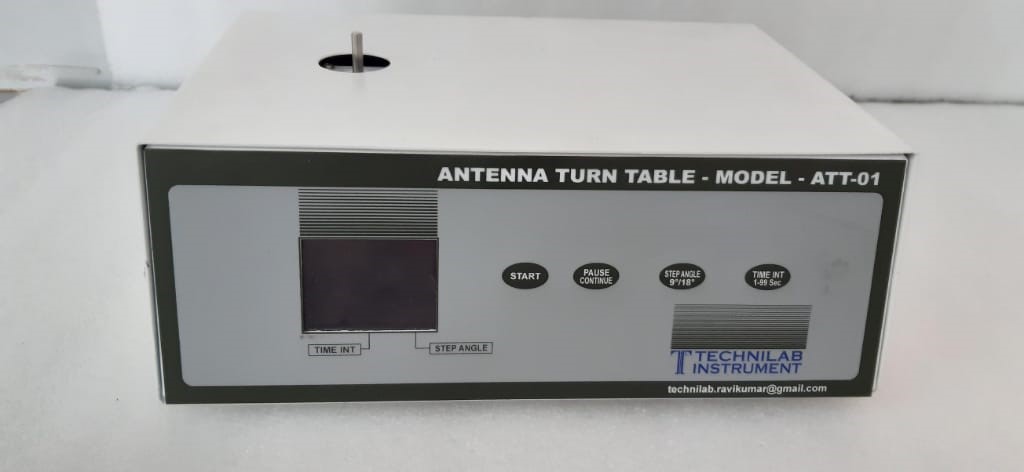 ANTENNA TURN TABLE - MODEL - ATT-01
START
PAUSE
CONTINUE
STEP ANGLE
9°/18°
TIME INT
1-99 Sec
TIME INT
STEP ANGLE
TECHNILAB
INSTRUMENT
technilab.ravikumar@gmail.com